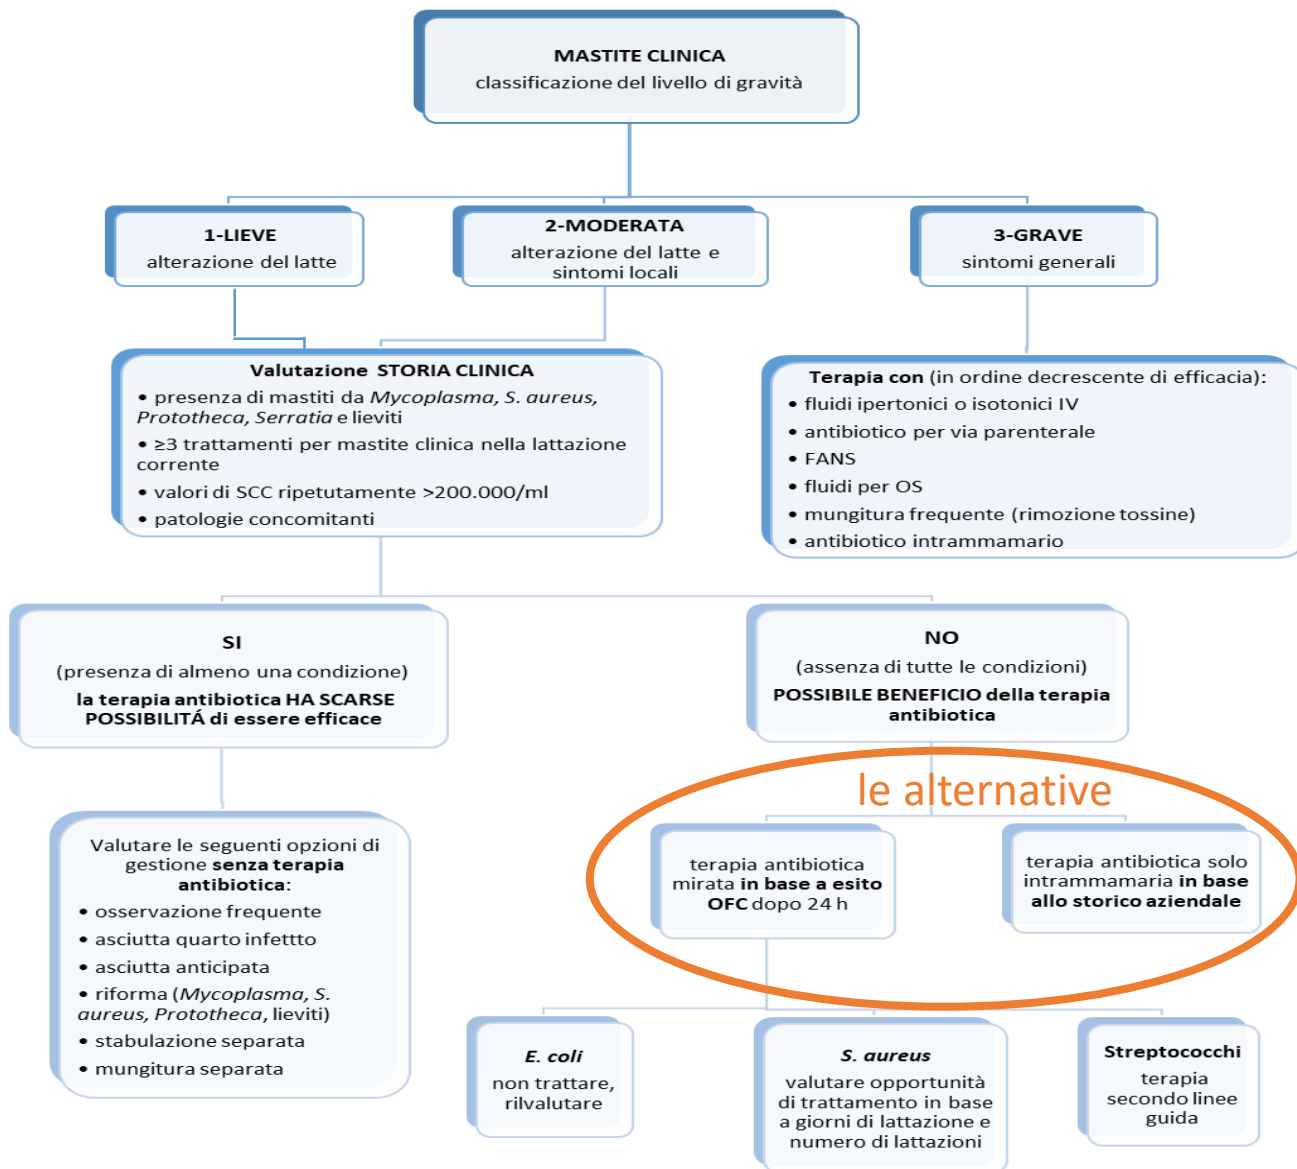 MASTITE CLINICA
classificazione del livello di gravità
1-LIEVE
alterazione del latte
2-MODERATA
alterazione del latte e
sintomi locali
3-GRAVE
sintomi generali
Valutazione STORIA CLINICA
• presenza di mastiti da Mycoplasma, S. aureus,
Prototheca, Serratia e lieviti
• ≥3 trattamenti per mastite clinica nella lattazione
corrente
• valori di SCC ripetutamente >200.000/ml
• patologie concomitanti
Terapia con (in ordine decrescente di efficacia):
• fluidi ipertonici o isotonici IV
• antibiotico per via parenterale
• FANS
• fluidi per OS
• mungitura frequente (rimozione tossine)
• antibiotico intrammamario
SI
(presenza di almeno una condizione)
la terapia antibiotica HA SCARSE
POSSIBILITÁ di essere efficace
NO
(assenza di tutte le condizioni)
POSSIBILE BENEFICIO della terapia
antibiotica
le alternative
Valutare le seguenti opzioni di
gestione senza terapia
antibiotica:
• osservazione frequente
• asciutta quarto infettto
• asciutta anticipata
• riforma (Mycoplasma, S.
aureus, Prototheca, lieviti)
• stabulazione separata
• mungitura separata
terapia antibiotica
mirata in base a esito
OFC dopo 24 h
terapia antibiotica solo
intrammamaria in base
allo storico aziendale
E. coli
non trattare,
rilvalutare
S. aureus
valutare opportunità
di trattamento in base
a giorni di lattazione e
numero di lattazioni
Streptococchi
terapia
secondo linee
guida